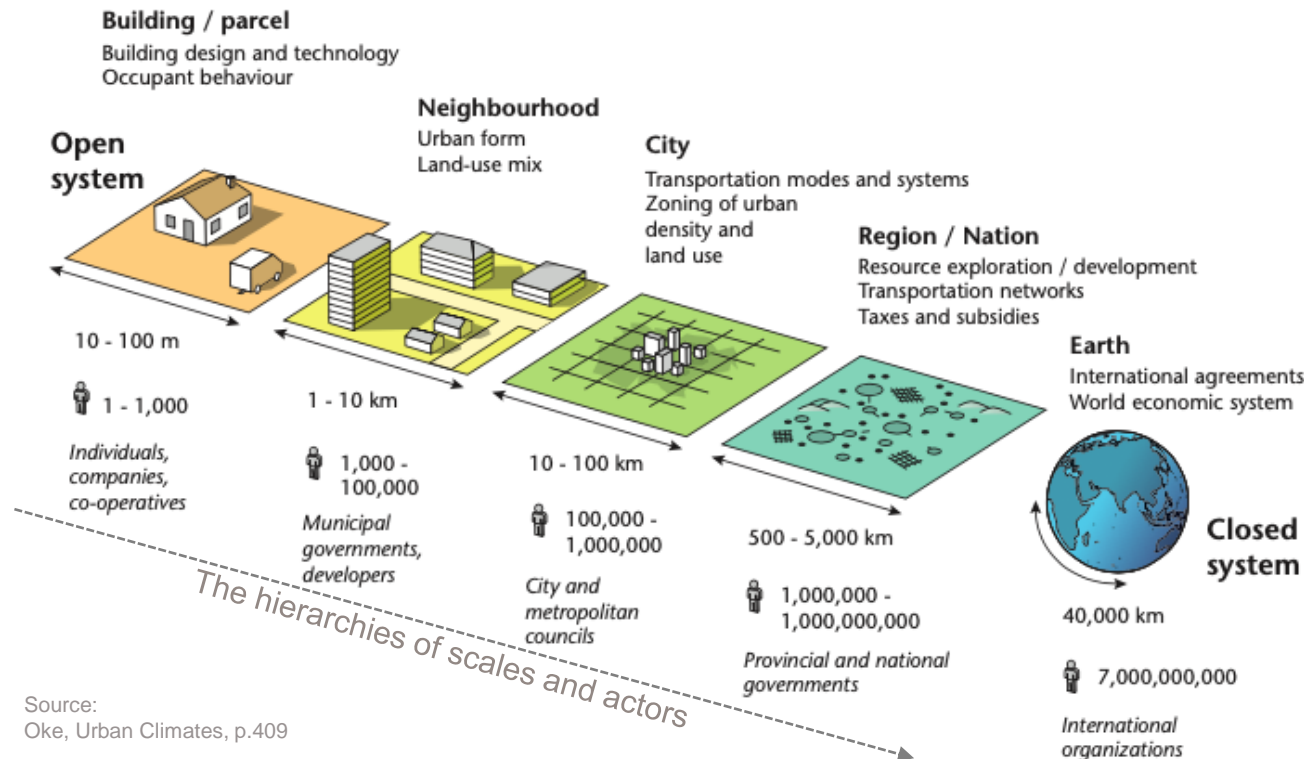 Building / parcel
Building design and technology
Occupant behaviour
Open
system
10 - 100 m
1 - 1,000
Individuals,
companies,
co-operatives
Neighbourhood
Urban form
Land-use mix
1 - 10 km
1,000 -
100,000
Municipal
governments,
developers
City
Transportation modes and systems
Zoning of urban
density and
land use
10 - 100 km
100,000 -
1,000,000
City and
metropolitan
councils
Region / Nation
Resource exploration / development
Transportation networks
Taxes and subsidies
500 - 5,000 km
1,000,000 -
1,000,000,000
Provincial and national
governments
Earth
International agreements
World economic system
Closed
system
40,000 km
7,000,000,000
International
organizations
The hierarchies of scales and actors
Source:
Oke, Urban Climates, p.409